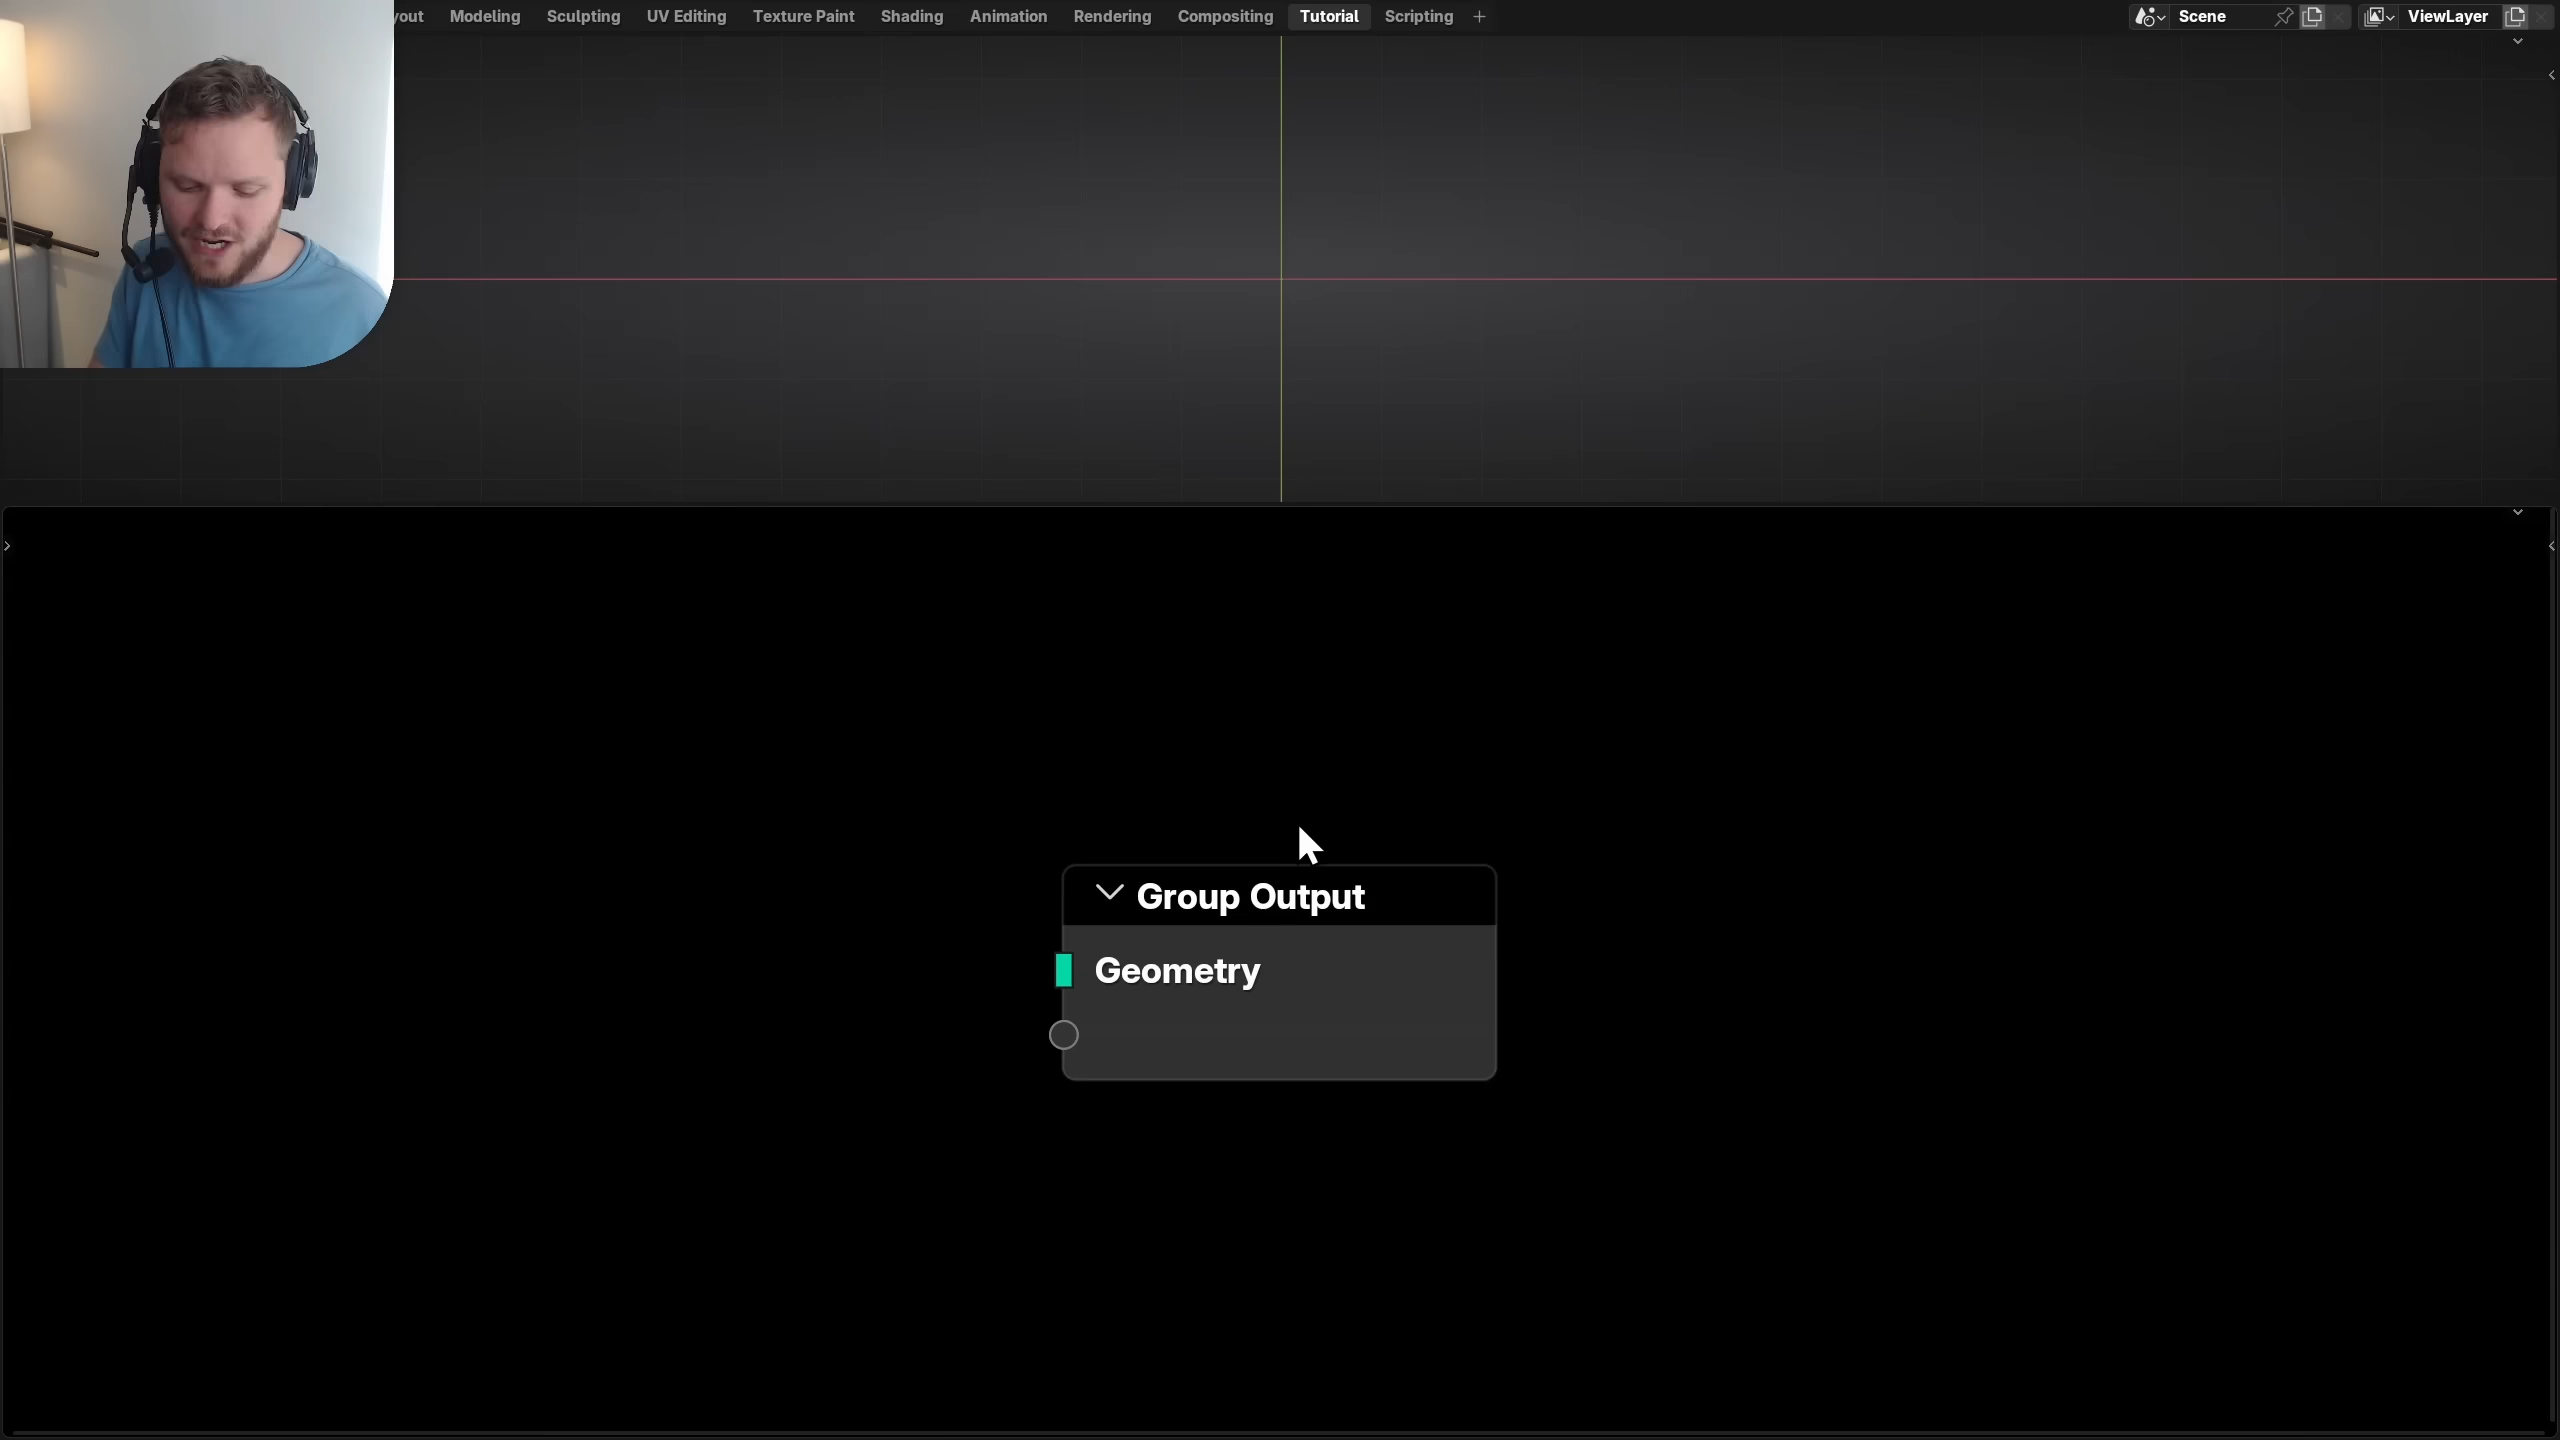 yout Modeling Sculpting UV Editing Texture Paint Shading Animation Rendering Compositing Tutorial Scripting + Scene ViewLayer
Group Output
Geometry